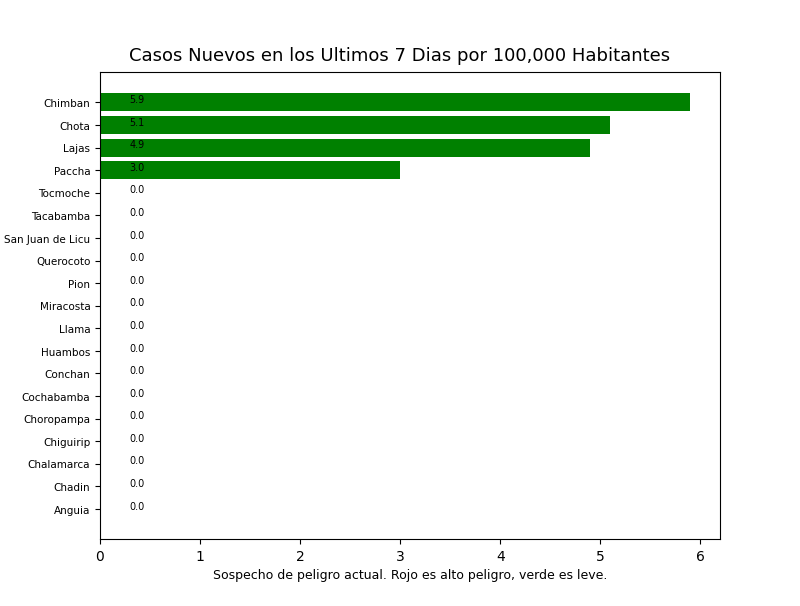 Casos Nuevos en los Ultimos 7 Dias por 100,000 Habitantes
Chimban 5.9
Chota 5.1
Lajas 4.9
Paccha 3.0
Tocmoche 0.0
Tacabamba 0.0
San Juan de Licu 0.0
Querocoto 0.0
Pion 0.0
Miracosta 0.0
Llama 0.0
Huambos 0.0
Conchan 0.0
Cochabamba 0.0
Choropampa 0.0
Chiguirip 0.0
Chalamarca 0.0
Chadin 0.0
Anguia 0.0
0 1 2 3 4 5 6
Sospecho de peligro actual. Rojo es alto peligro, verde es leve.